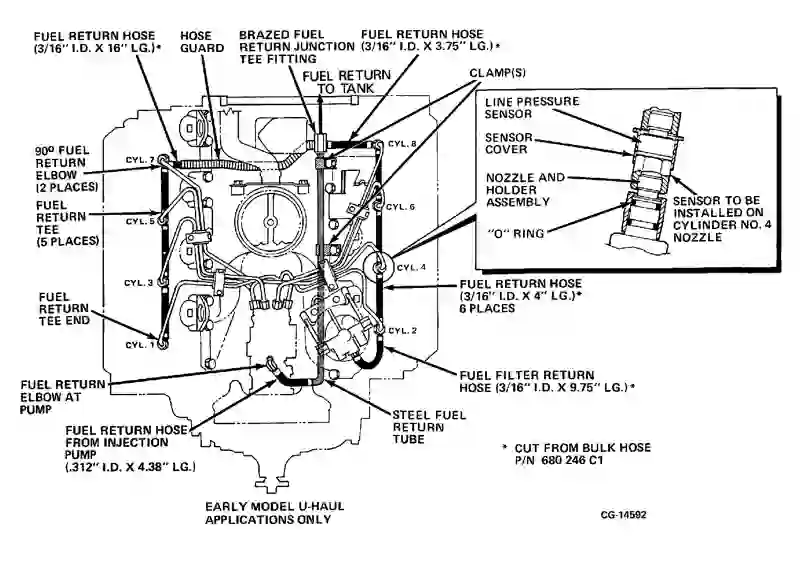 FUEL RETURN HOSE
(3/16" I.D. X 16" LG.)*
HOSE
GUARD
BRAZED FUEL
RETURN JUNCTION
TEE FITTING
FUEL RETURN HOSE
(3/16" I.D. X 3.75" LG.)*
FUEL RETURN
TO TANK
CLAMP(S)
LINE PRESSURE
SENSOR
SENSOR
COVER
NOZZLE AND
HOLDER
ASSEMBLY
"O" RING
SENSOR TO BE
INSTALLED ON
CYLINDER NO. 4
NOZZLE
90º FUEL
RETURN
ELBOW
(2 PLACES)
FUEL
RETURN
TEE
(5 PLACES)
FUEL
RETURN
TEE END
CYL. 7
CYL. 5
CYL. 3
CYL. 1
CYL. 8
CYL. 6
CYL. 4
CYL. 2
FUEL RETURN HOSE
(3/16" I.D. X 4" LG.)*
6 PLACES
FUEL FILTER RETURN
HOSE (3/16" I.D. X 9.75" LG.)*
FUEL RETURN
ELBOW AT
PUMP
FUEL RETURN HOSE
FROM INJECTION
PUMP
(.312" I.D. X 4.38" LG.)
STEEL FUEL
RETURN
TUBE
* CUT FROM BULK HOSE
P/N 680 246 C1
EARLY MODEL U-HAUL
APPLICATIONS ONLY
CG-14592